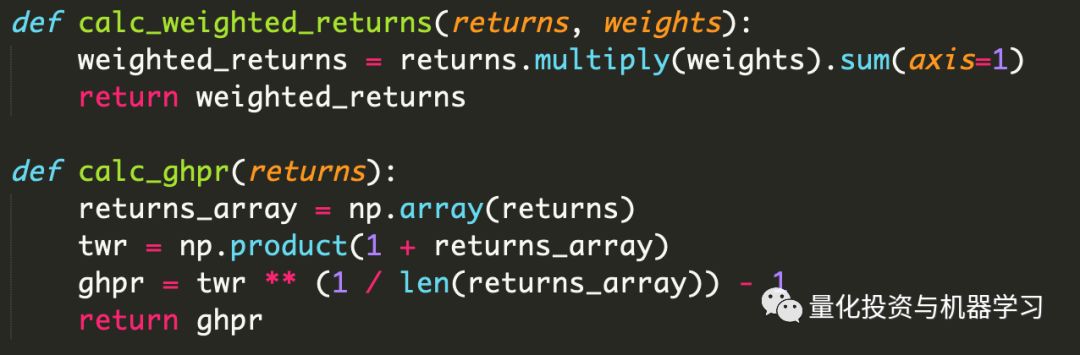 def calc_weighted_returns(returns, weights):
    weighted_returns = returns.multiply(weights).sum(axis=1)
    return weighted_returns
def calc_ghpr(returns):
    returns_array = np.array(returns)
    twr = np.product(1 + returns_array)
    ghpr = twr ** (1 / len(returns_array)) - 1
    return ghpr
量化投资与机器学习